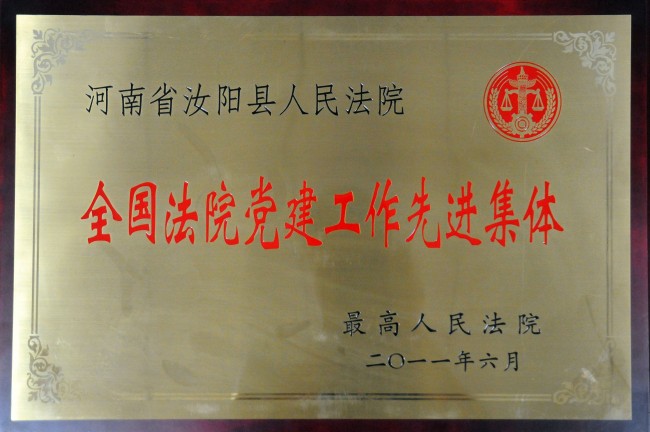 河南省汝阳县人民法院
全国法院党建工作先进集体
最高人民法院
二〇一一年六月